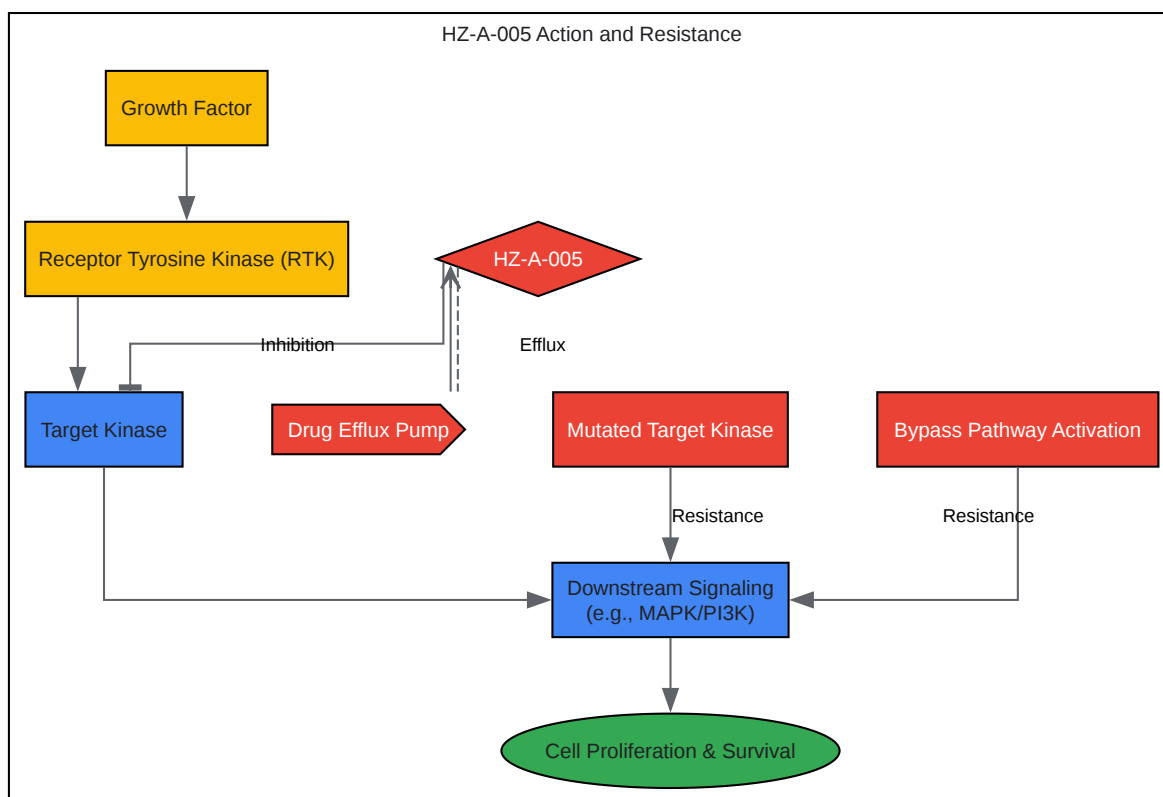 HZ-A-005 Action and Resistance
Growth Factor
Receptor Tyrosine Kinase (RTK)
HZ-A-005
Inhibition
Efflux
Target Kinase
Drug Efflux Pump
Mutated Target Kinase
Bypass Pathway Activation
Resistance
Resistance
Downstream Signaling
(e.g., MAPK/PI3K)
Cell Proliferation & Survival